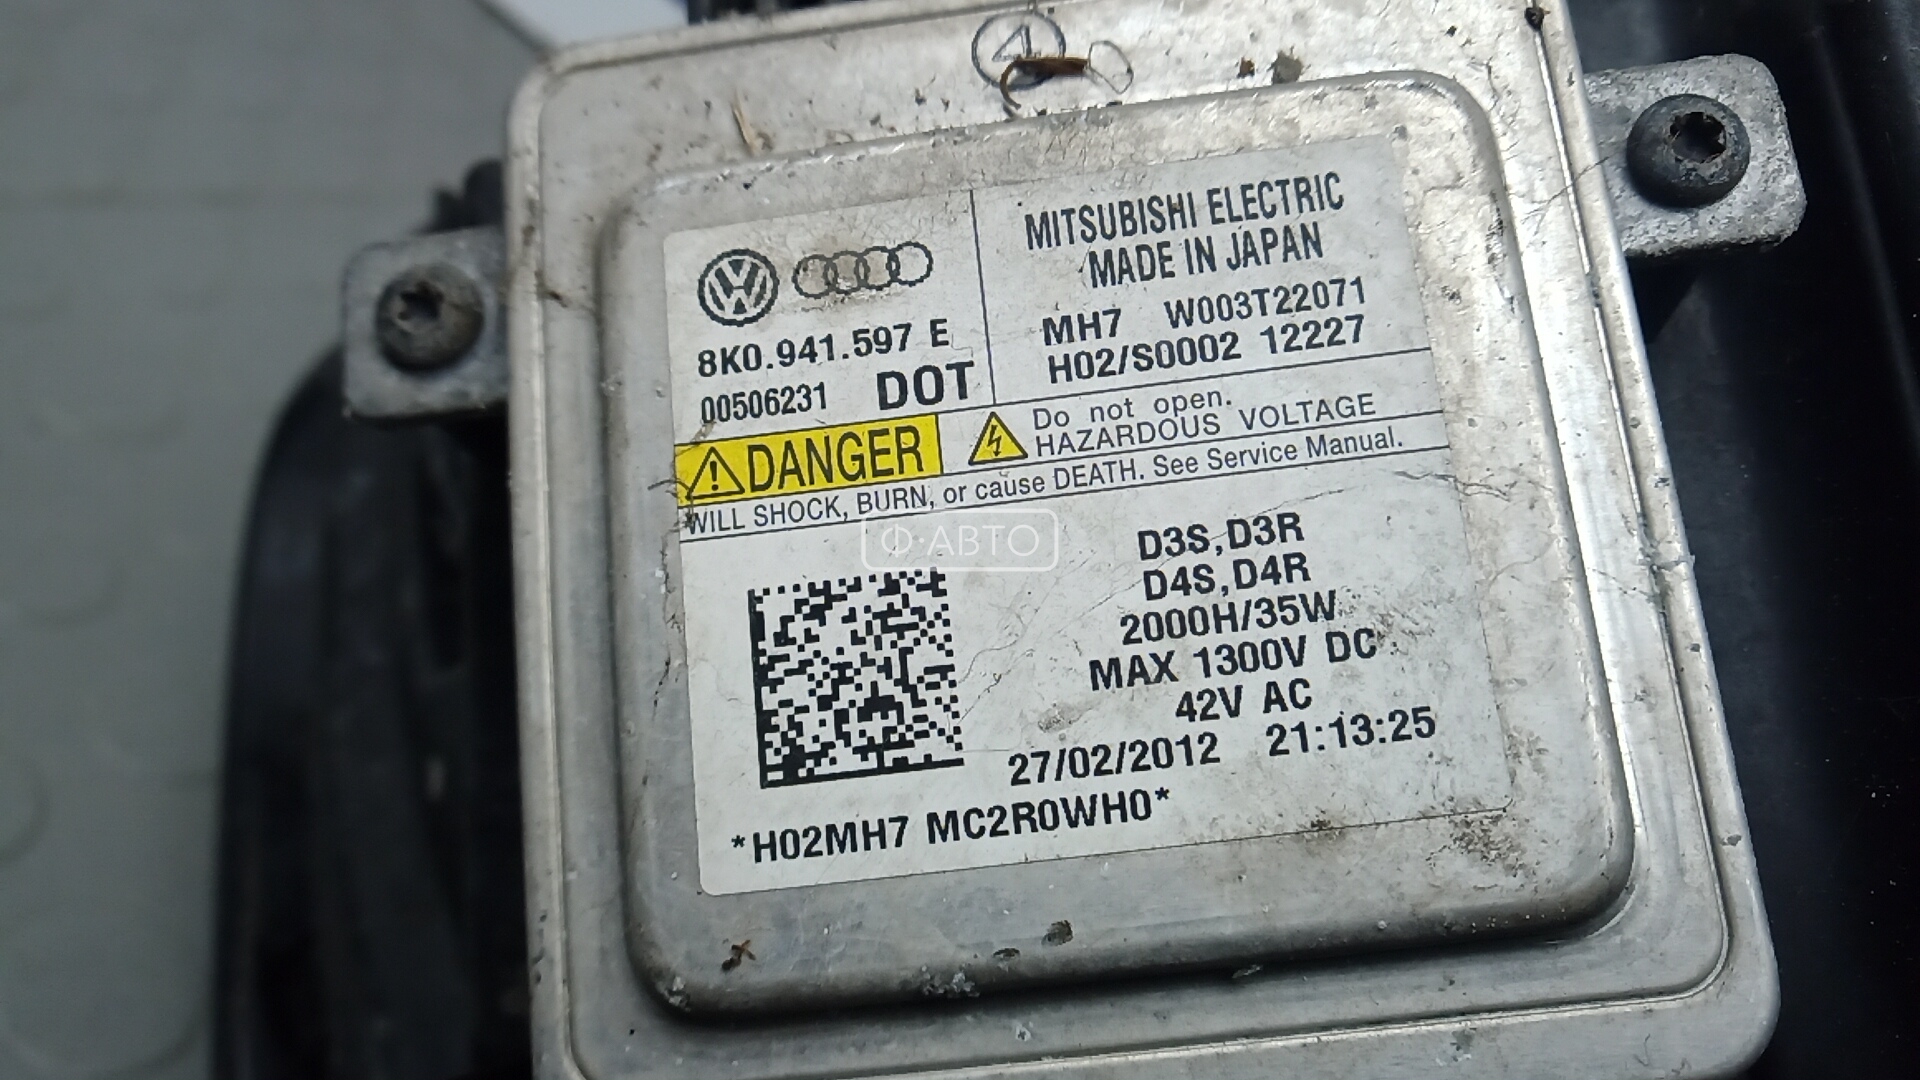 4
8K0.941.597 E
00506231 DOT
MITSUBISHI ELECTRIC
MADE IN JAPAN
MH7 W003T22071
H02/S0002 12227
DANGER
Do not open.
HAZARDOUS VOLTAGE
WILL SHOCK, BURN, or cause DEATH. See Service Manual.
Ф·АВТО
D3S,D3R
D4S,D4R
2000H/35W
MAX 1300V DC
42V AC
27/02/2012 21:13:25
*H02MH7 MC2R0WH0*